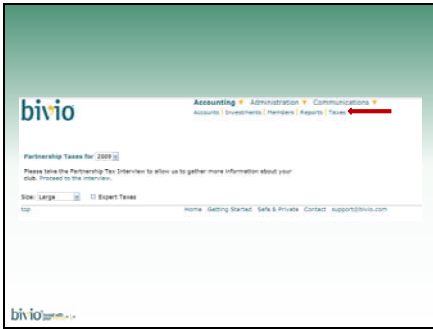 bivio
Accounting Administration Communications
Accounts | Investments | Members | Reports | Taxes
Partnership Taxes for 2009
Please take the Partnership Tax Interview to allow us to gather more information about your
club. Proceed to the interview.
Size: Large Expert Taxes
top Home Getting Started Safe & Private Contact support@bivio.com
bivio